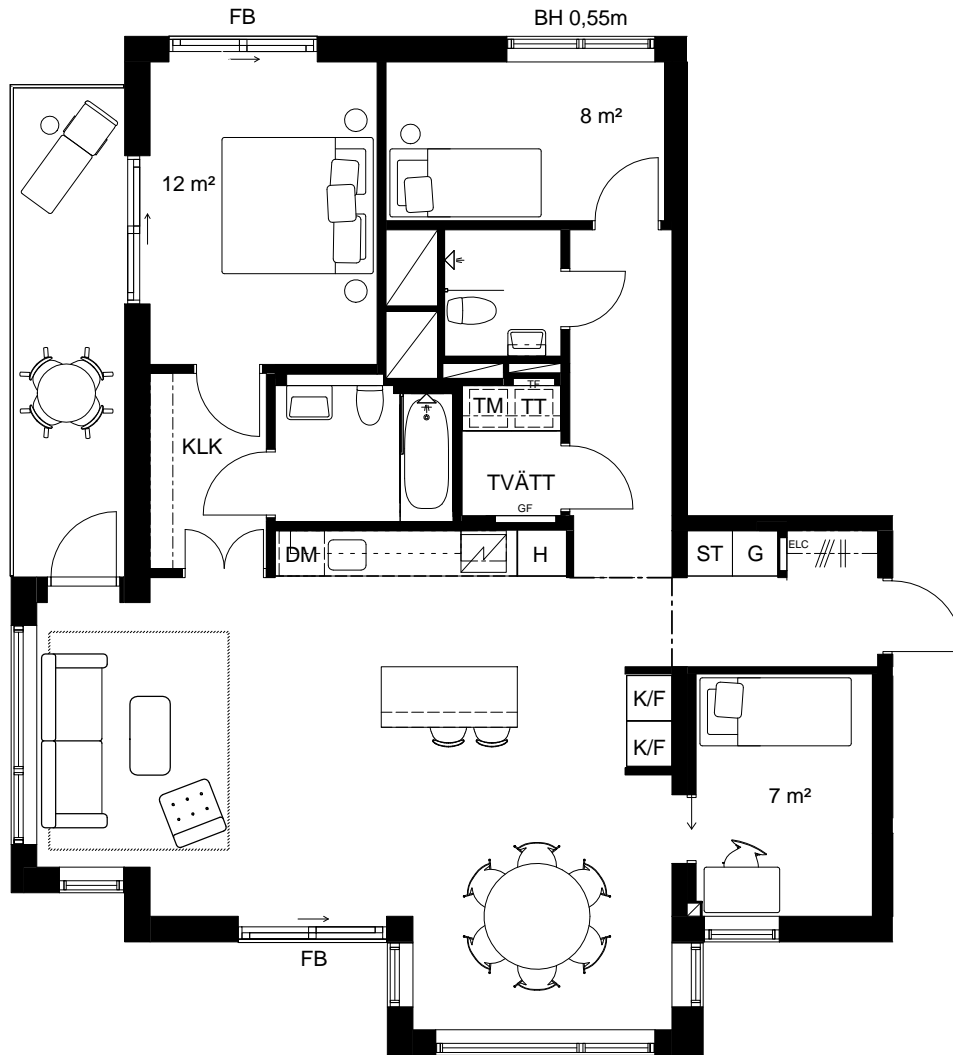 FB
BH 0,55m
8 m²
12 m²
TF
TM
TT
KLK
TVÄTT
GF
DM
H
ST
G
ELC
K/F
K/F
7 m²
FB